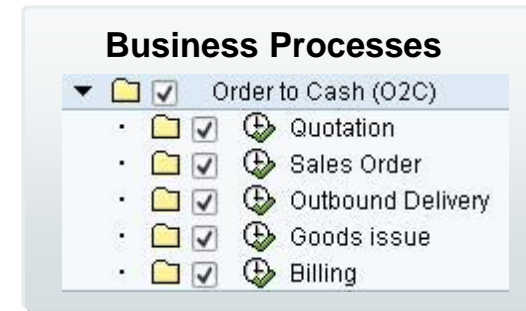 Business Processes
Order to Cash (O2C)
Quotation
Sales Order
Outbound Delivery
Goods issue
Billing